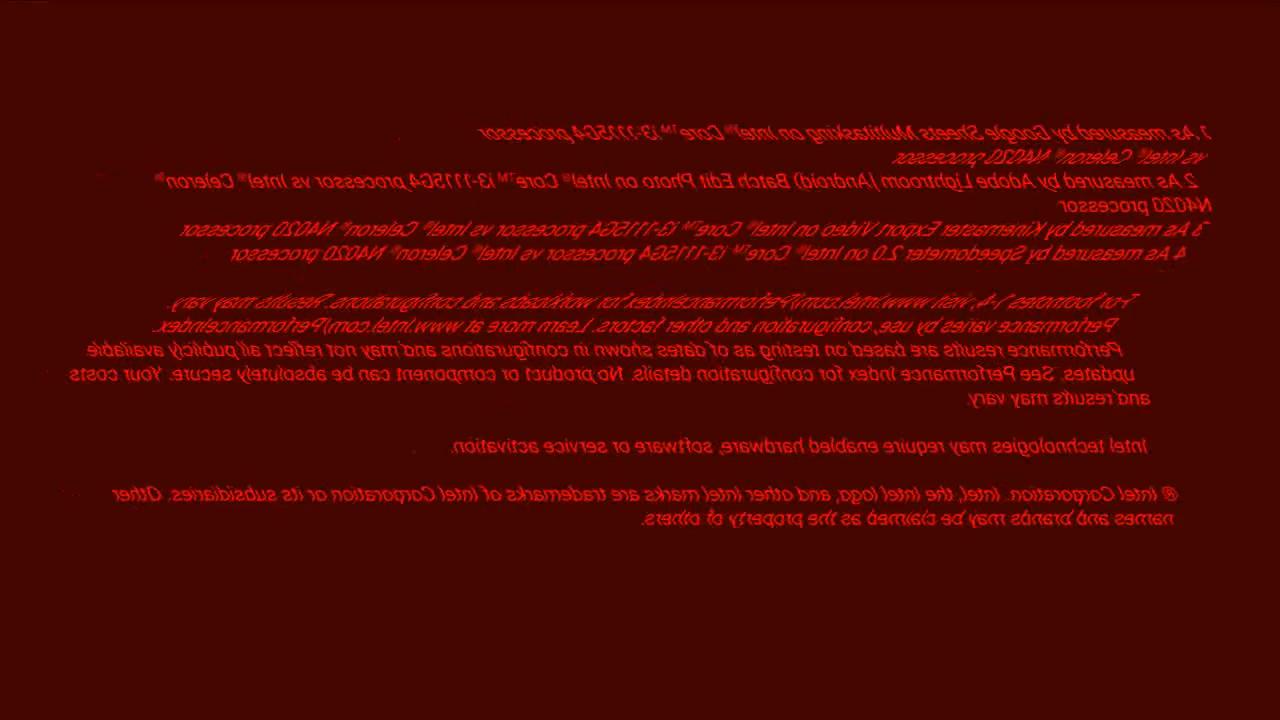 1 As measured by Google Sheets Multitasking on Intel® Core™ i3-1115G4 processor
vs Intel® Celeron® N4020 processor
2 As measured by Adobe Lightroom (Android) Batch Edit Photo on Intel® Core™ i3-1115G4 processor vs Intel® Celeron®
N4020 processor
3 As measured by Kinemaster Export Video on Intel® Core™ i3-1115G4 processor vs Intel® Celeron® N4020 processor
4 As measured by Speedometer 2.0 on Intel® Core™ i3-1115G4 processor vs Intel® Celeron® N4020 processor
For footnotes 1-4, visit www.intel.com/PerformanceIndex for workloads and configurations. Results may vary.
Performance varies by use, configuration and other factors. Learn more at www.intel.com/PerformanceIndex.
Performance results are based on testing as of dates shown in configurations and may not reflect all publicly available
updates. See Performance Index for configuration details. No product or component can be absolutely secure. Your costs
and results may vary.
Intel technologies may require enabled hardware, software or service activation.
® Intel Corporation. Intel, the Intel logo, and other Intel marks are trademarks of Intel Corporation or its subsidiaries. Other
names and brands may be claimed as the property of others.